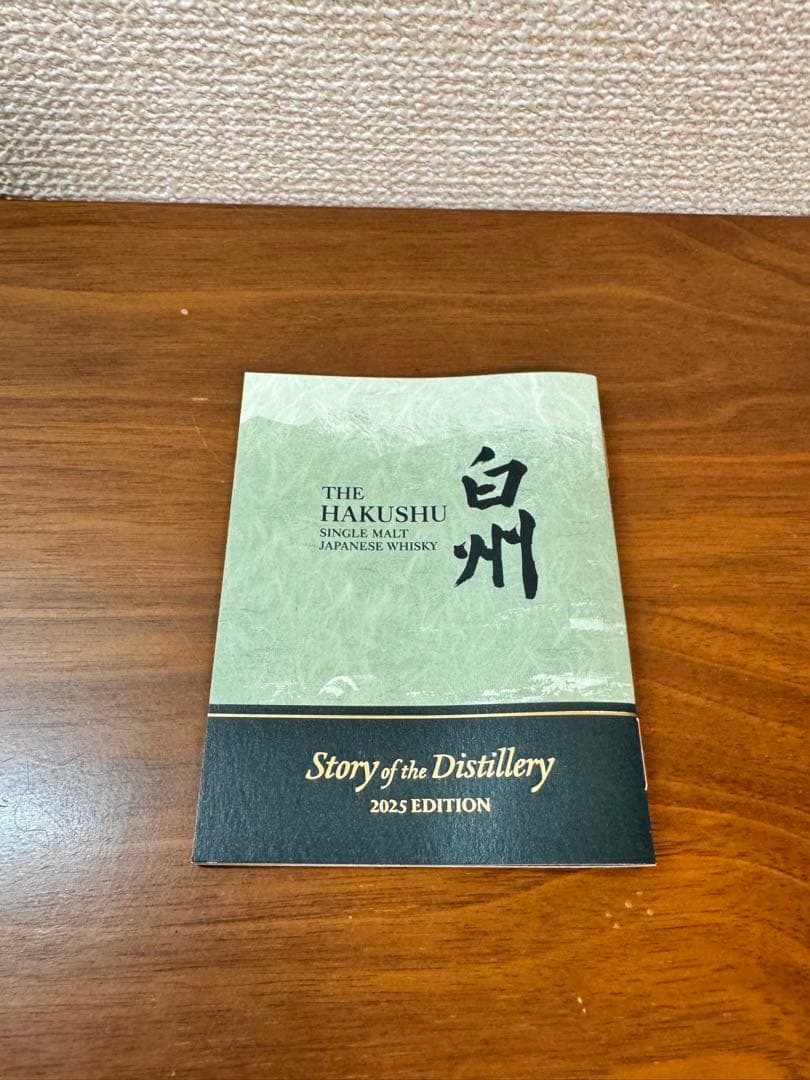 THE
HAKUSHU
SINGLE MALT
JAPANESE WHISKY
白州
Story of the Distillery
2025 EDITION